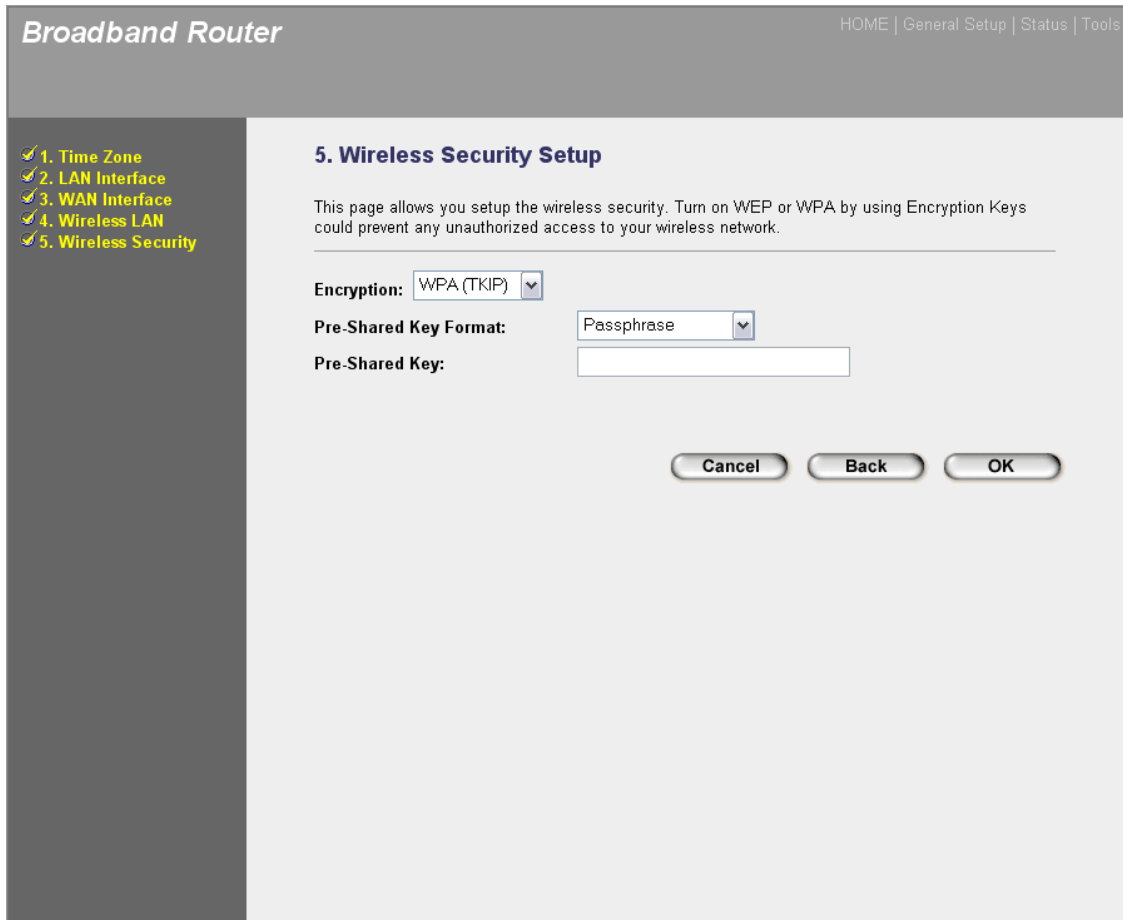 Broadband Router
HOME | General Setup | Status | Tools
1. Time Zone
2. LAN Interface
3. WAN Interface
4. Wireless LAN
5. Wireless Security
5. Wireless Security Setup
This page allows you setup the wireless security. Turn on WEP or WPA by using Encryption Keys
could prevent any unauthorized access to your wireless network.
Encryption: WPA (TKIP)
Pre-Shared Key Format: Passphrase
Pre-Shared Key:
Cancel Back OK